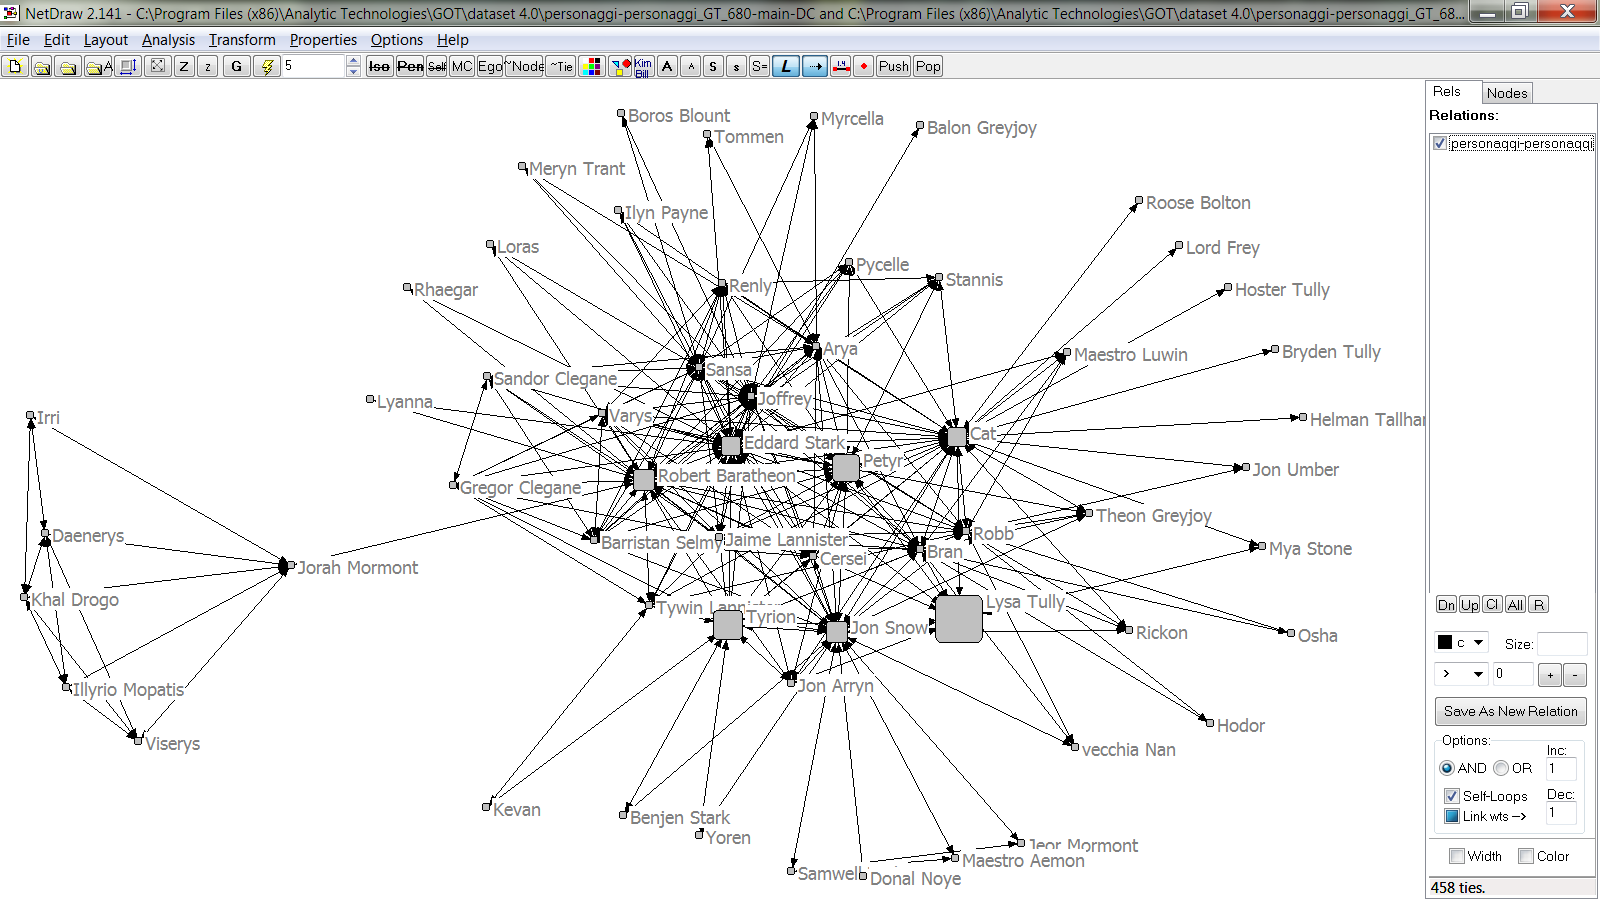 NetDraw 2.141 - C:\Program Files (x86)\Analytic Technologies\GOT\dataset 4.0\personaggi-personaggi_GT_680-main-DC and C:\Program Files (x86)\Analytic Technologies\GOT\dataset 4.0\personaggi-personaggi_GT_68...
File Edit Layout Analysis Transform Properties Options Help
A Z z G 5 Iso Pen Self MC Ego ~Node ~Tie Kim Bill A A S s S= L Push Pop
Rels Nodes
Relations:
personaggi-personaggi
Boros Blount
Tommen
Myrcella
Balon Greyjoy
Meryn Trant
Ilyn Payne
Roose Bolton
Loras
Lord Frey
Pycelle
Stannis
Rhaegar
Renly
Hoster Tully
Arya
Maestro Luwin
Bryden Tully
Sansa
Sandor Clegane
Joffrey
Lyanna
Varys
Irri
Helman Tallhar
Eddard Stark
Cat
Petyr
Jon Umber
Robert Baratheon
Gregor Clegane
Theon Greyjoy
Daenerys
Robb
Barristan Selmy
Jaime Lannister
Bran
Mya Stone
Cersei
Jorah Mormont
Khal Drogo
Lysa Tully
Tywin Lannister
Tyrion
Jon Snow
Rickon
Osha
Illyrio Mopatis
Jon Arryn
Hodor
Viserys
vecchia Nan
Kevan
Benjen Stark
Yoren
Jeor Mormont
Maestro Aemon
Samwell
Donal Noye
Dn Up Cl All R
c Size:
> 0 + -
Save As New Relation
Options: Inc:
AND OR 1
Self-Loops Dec:
Link wts --> 1
Width Color
458 ties.